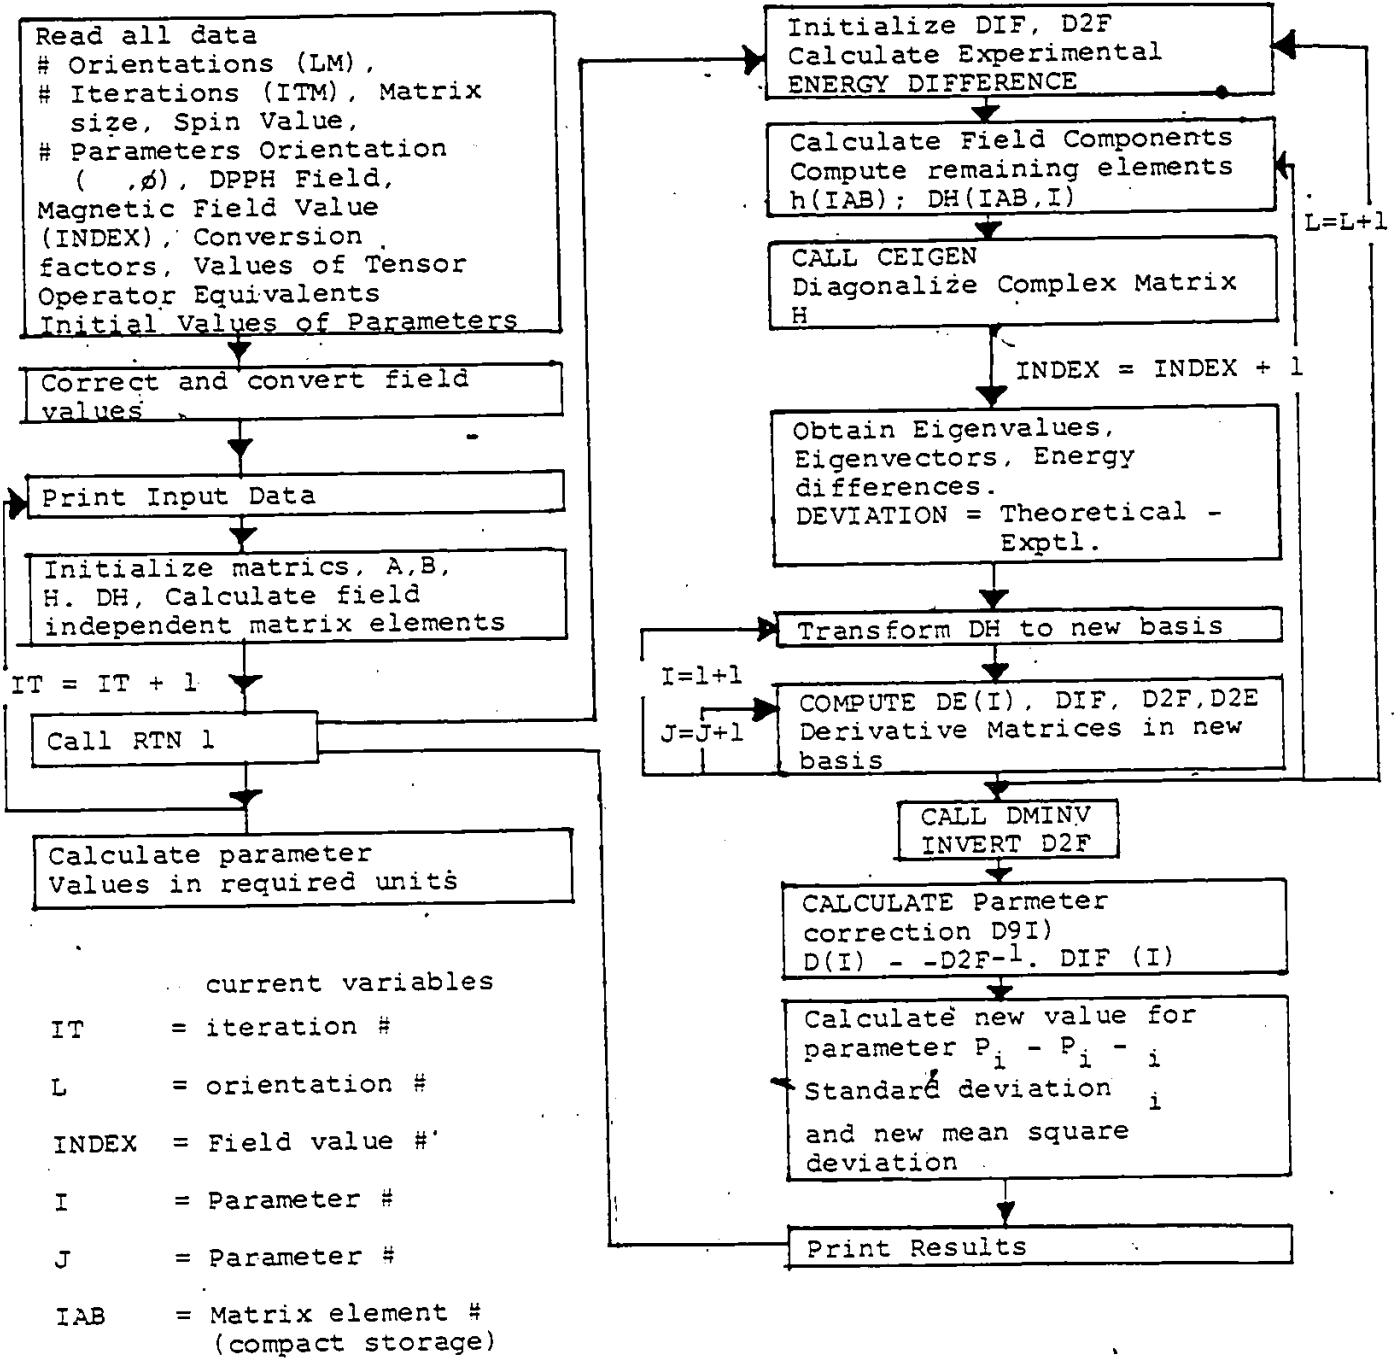 Read all data
# Orientations (LM),
# Iterations (ITM), Matrix
size, Spin Value,
# Parameters Orientation
( ,ø), DPPH Field,
Magnetic Field Value
(INDEX), Conversion
factors, Values of Tensor
Operator Equivalents
Initial Values of Parameters
Correct and convert field
values
Print Input Data
Initialize matrics, A,B,
H. DH, Calculate field
independent matrix elements
IT = IT + 1
Call RTN 1
Calculate parameter
Values in required units
current variables
IT = iteration #
L = orientation #
INDEX = Field value #
I = Parameter #
J = Parameter #
IAB = Matrix element #
(compact storage)
Initialize DIF, D2F
Calculate Experimental
ENERGY DIFFERENCE
Calculate Field Components
Compute remaining elements
h(IAB); DH(IAB,I)
L=L+1
CALL CEIGEN
Diagonalize Complex Matrix
H
INDEX = INDEX + 1
Obtain Eigenvalues,
Eigenvectors, Energy
differences.
DEVIATION = Theoretical -
Exptl.
Transform DH to new basis
I=1+1
J=J+1
COMPUTE DE(I), DIF, D2F,D2E
Derivative Matrices in new
basis
CALL DMINV
INVERT D2F
CALCULATE Parmeter
correction D9I)
D(I) - -D2F-1. DIF (I)
Calculate new value for
parameter Pi - Pi - i
Standard deviation i
and new mean square
deviation
Print Results